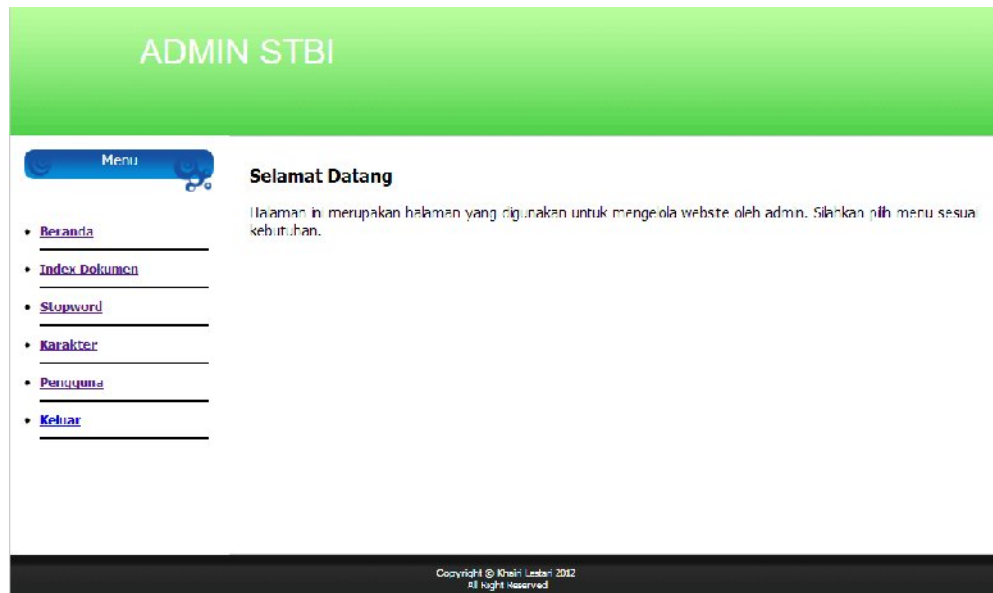 ADMIN STBI
Menu
Selamat Datang
Halaman ini merupakan halaman yang digunakan untuk mengelola website oleh admin. Silahkan pilih menu sesuai
kebutuhan.
Beranda
Index Dokumen
Stopword
Karakter
Pengguna
Keluar
Copyright © Khairi Lestari 2012
All Right Reserved